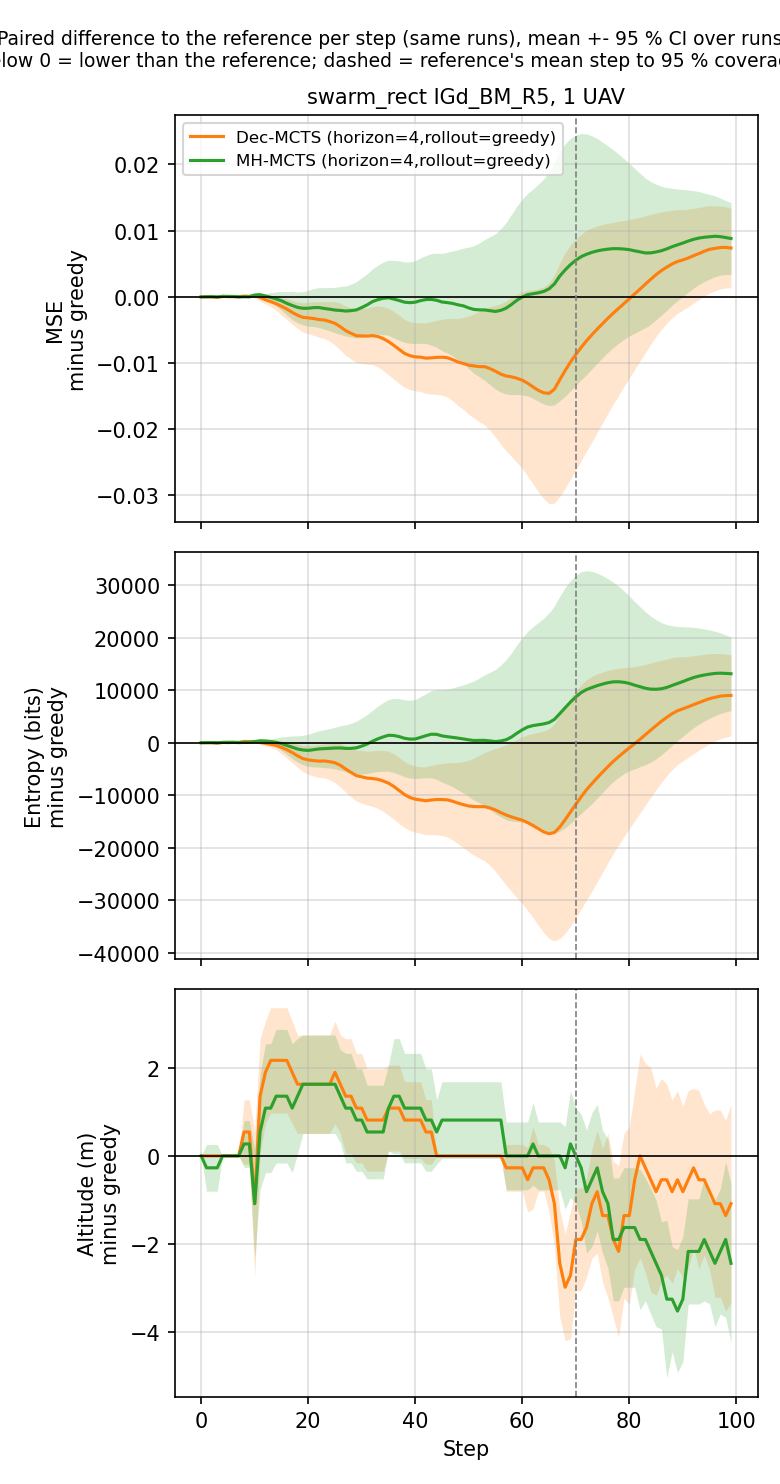 Paired difference to the reference per step (same runs), mean +- 95 % CI over runs
low 0 = lower than the reference; dashed = reference's mean step to 95 %
swarm_rect IGd_BM_R5, 1 UAV
Dec-MCTS (horizon=4,rollout=greedy)
MH-MCTS (horizon=4,rollout=greedy)
MSE
minus greedy
0.02
0.01
0.00
−0.01
−0.02
−0.03
Entropy (bits)
minus greedy
30000
20000
10000
0
−10000
−20000
−30000
−40000
Altitude (m)
minus greedy
2
0
−2
−4
0 20 40 60 80 100
Step